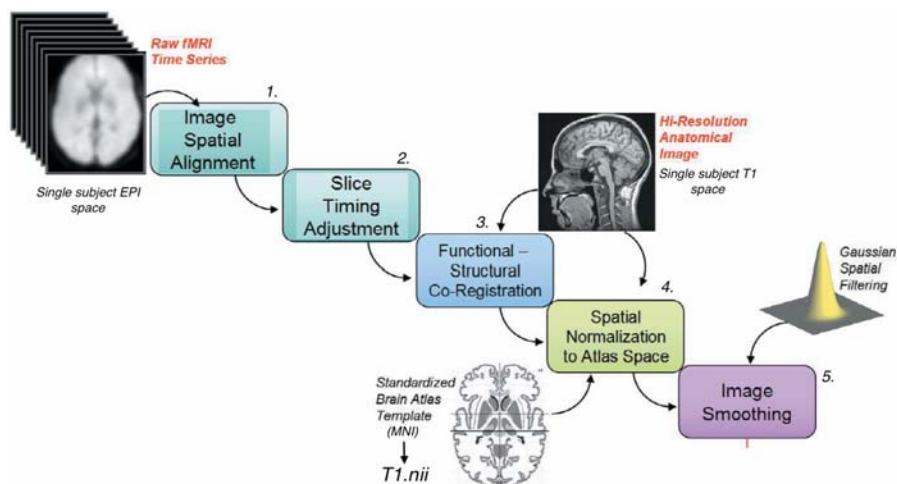 Raw fMRI
Time Series
Single subject EPI
space
1.
Image
Spatial
Alignment
2.
Slice
Timing
Adjustment
Hi-Resolution
Anatomical
Image
Single subject T1
space
3.
Functional –
Structural
Co-Registration
4.
Spatial
Normalization
to Atlas Space
Standardized
Brain Atlas
Template
(MNI)
T1.nii
Gaussian
Spatial
Filtering
5.
Image
Smoothing